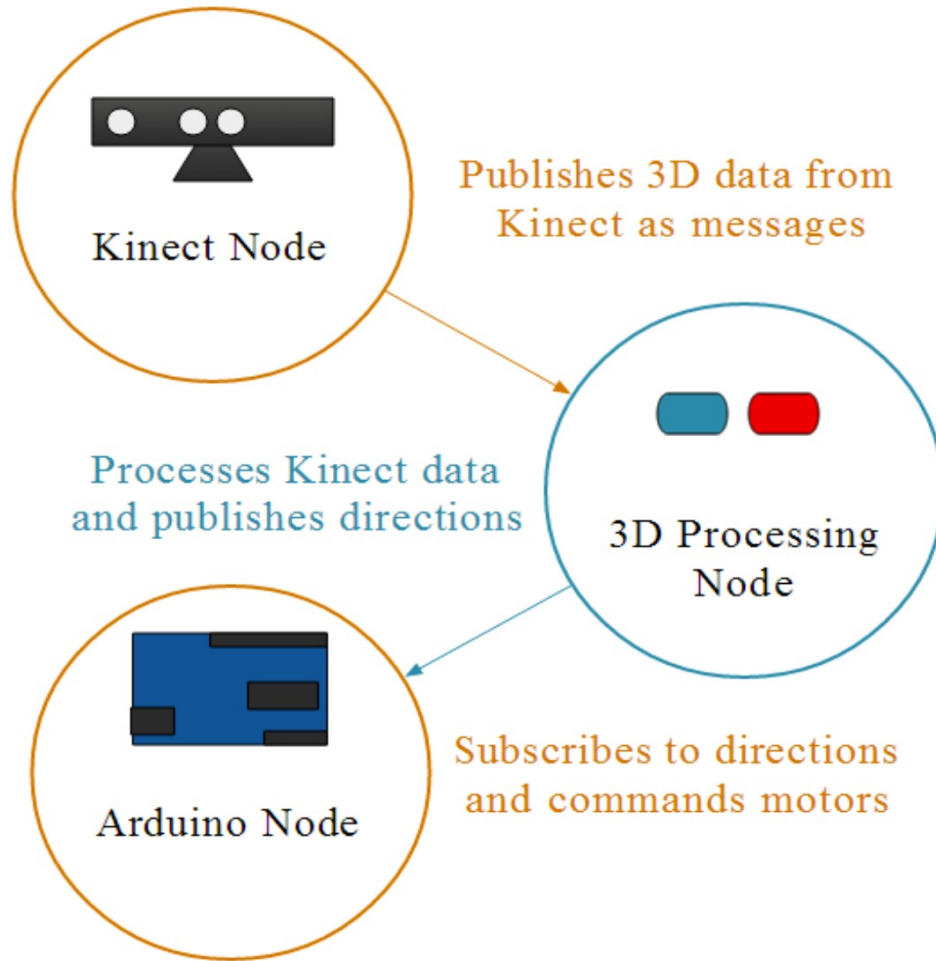 Kinect Node
Publishes 3D data from
Kinect as messages
Processes Kinect data
and publishes directions
3D Processing
Node
Arduino Node
Subscribes to directions
and commands motors